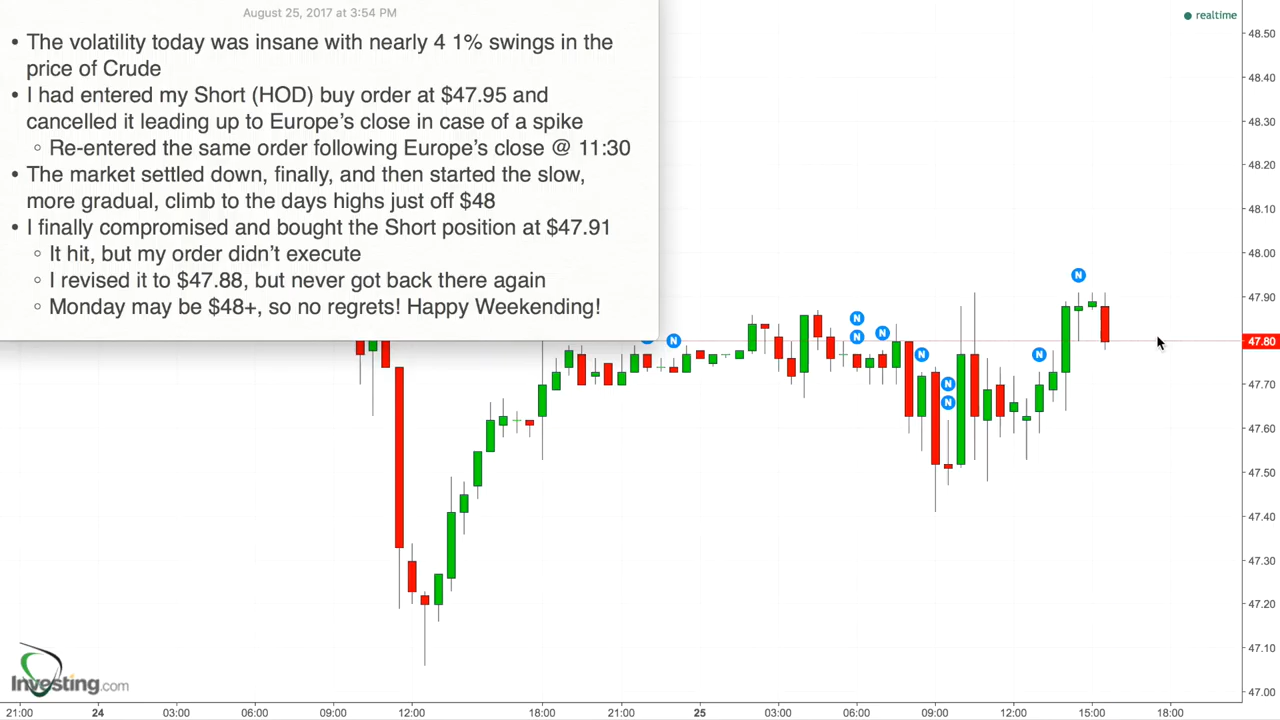 August 25, 2017 at 3:54 PM
realtime
• The volatility today was insane with nearly 4 1% swings in the
price of Crude
• I had entered my Short (HOD) buy order at $47.95 and
cancelled it leading up to Europe's close in case of a spike
◦ Re-entered the same order following Europe's close @ 11:30
• The market settled down, finally, and then started the slow,
more gradual, climb to the days highs just off $48
• I finally compromised and bought the Short position at $47.91
◦ It hit, but my order didn't execute
◦ I revised it to $47.88, but never got back there again
◦ Monday may be $48+, so no regrets! Happy Weekending!
48.50
48.40
48.30
48.20
48.10
48.00
47.90
47.80
47.70
47.60
47.50
47.40
47.30
47.20
47.10
47.00
N
N
N
N
N
N
N
N
N
Investing.com
21:00 24 03:00 06:00 09:00 12:00 18:00 21:00 25 03:00 06:00 09:00 12:00 15:00 18:00